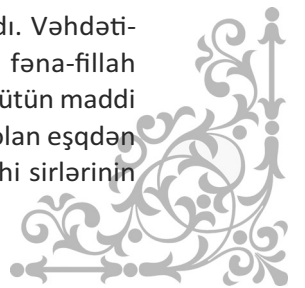 dı. Vəhdəti-
fəna-fillah
ütün maddi
olan eşqdən
hi sirlərinin